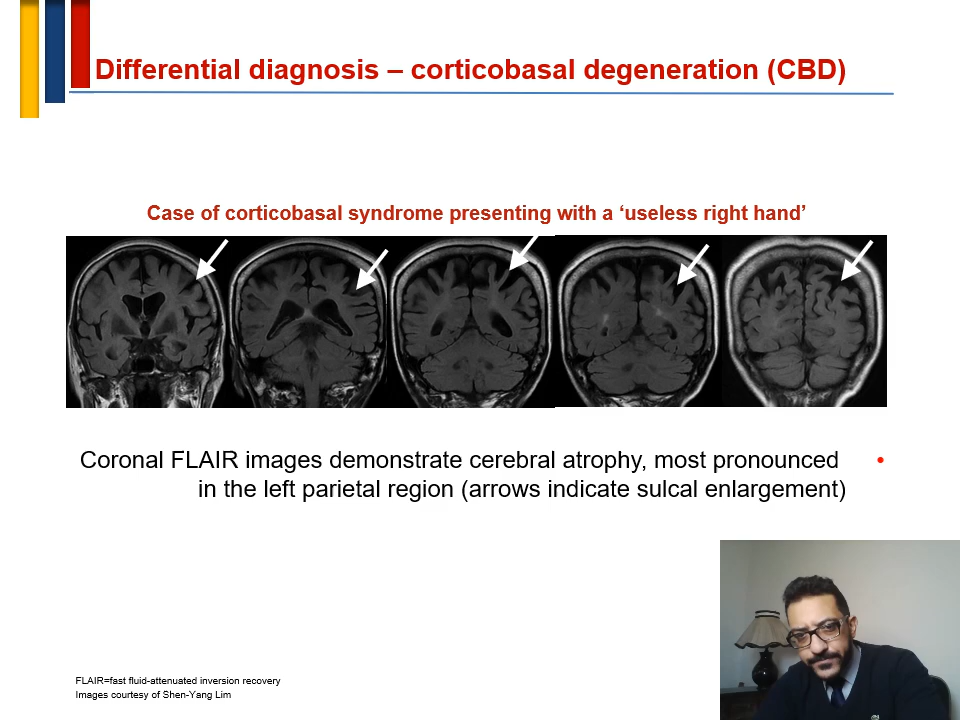 Differential diagnosis – corticobasal degeneration (CBD)
Case of corticobasal syndrome presenting with a ‘useless right hand’
• Coronal FLAIR images demonstrate cerebral atrophy, most pronounced
in the left parietal region (arrows indicate sulcal enlargement)
FLAIR=fast fluid-attenuated inversion recovery
Images courtesy of Shen-Yang Lim